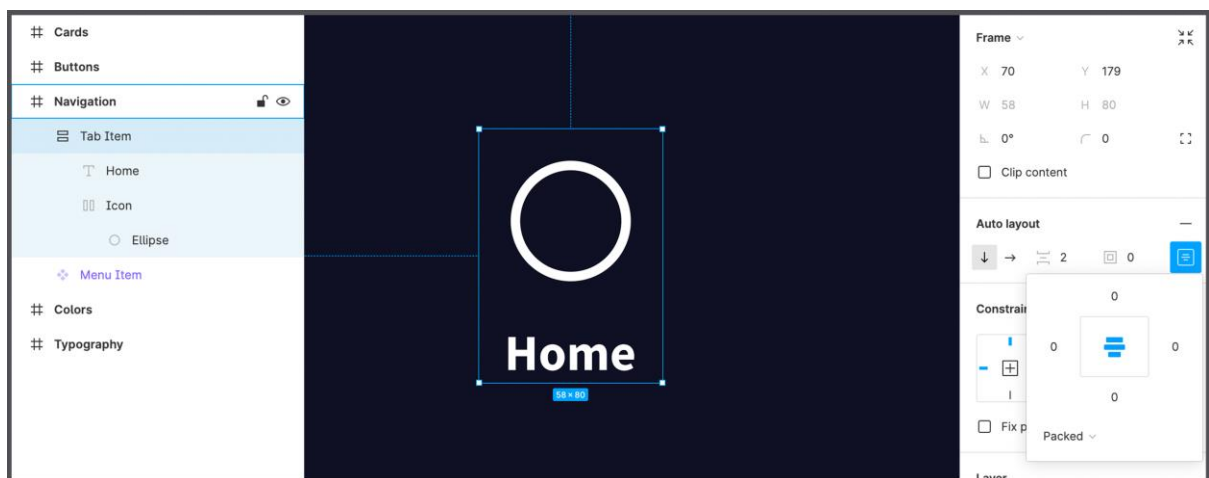 Cards
Buttons
Navigation
Tab Item
Home
Icon
Ellipse
Menu Item
Colors
Typography
Home
58 × 80
Frame
X 70 Y 179
W 58 H 80
0° 0
Clip content
Auto layout
2 0
Constrain
0
0 0
0
Fix p
Packed